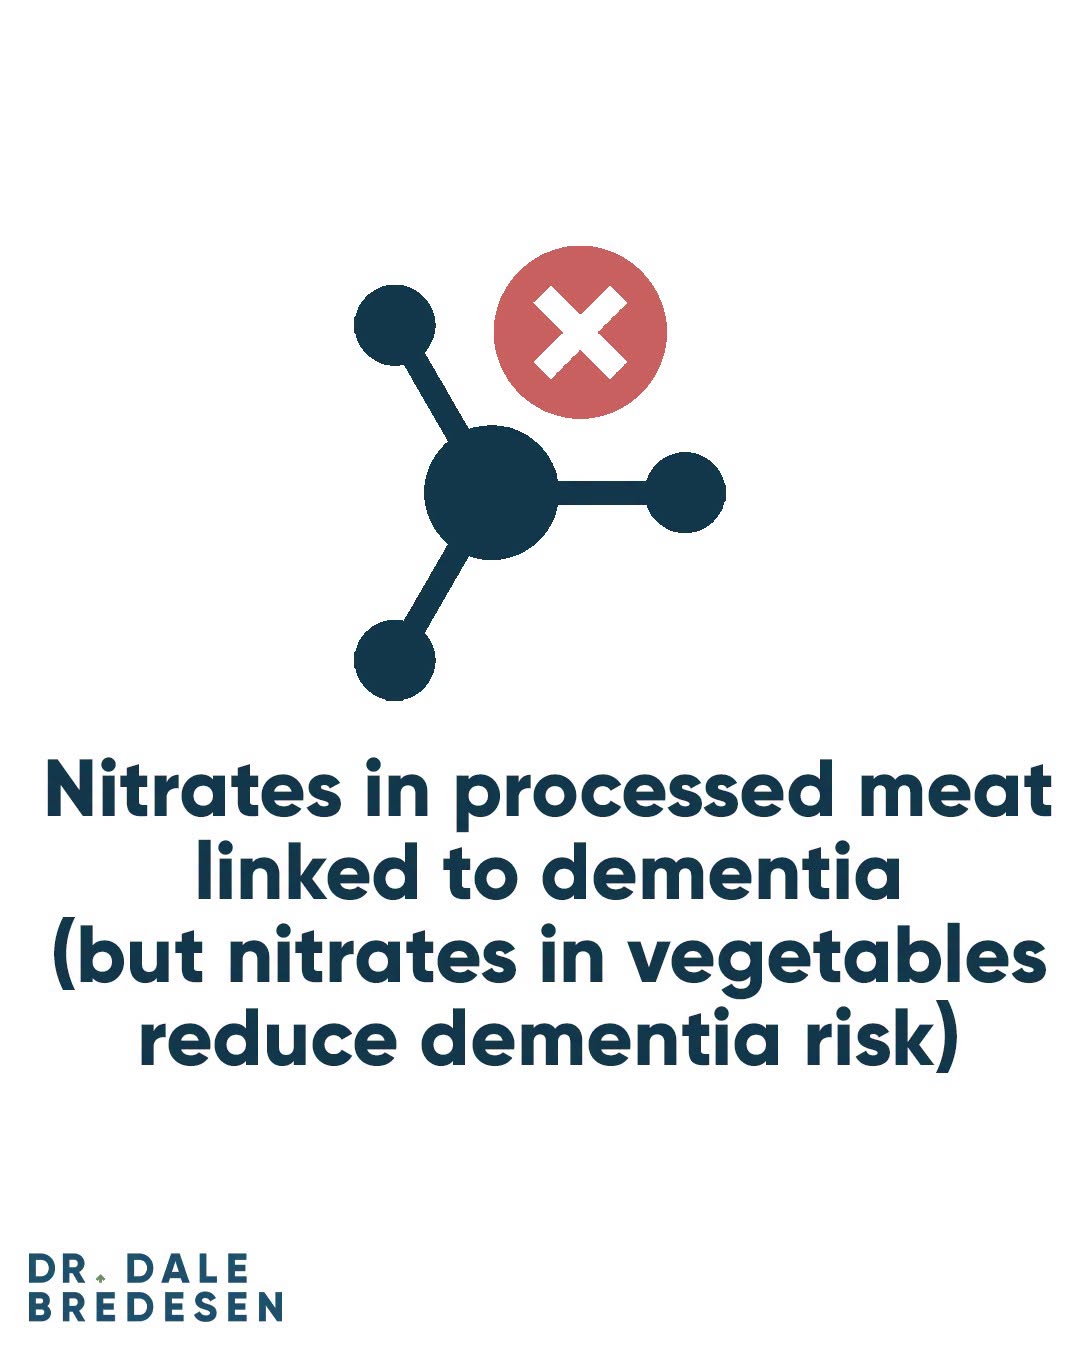 Nitrates in processed meat
linked to dementia
(but nitrates in vegetables
reduce dementia risk)
DR. DALE
BREDESEN